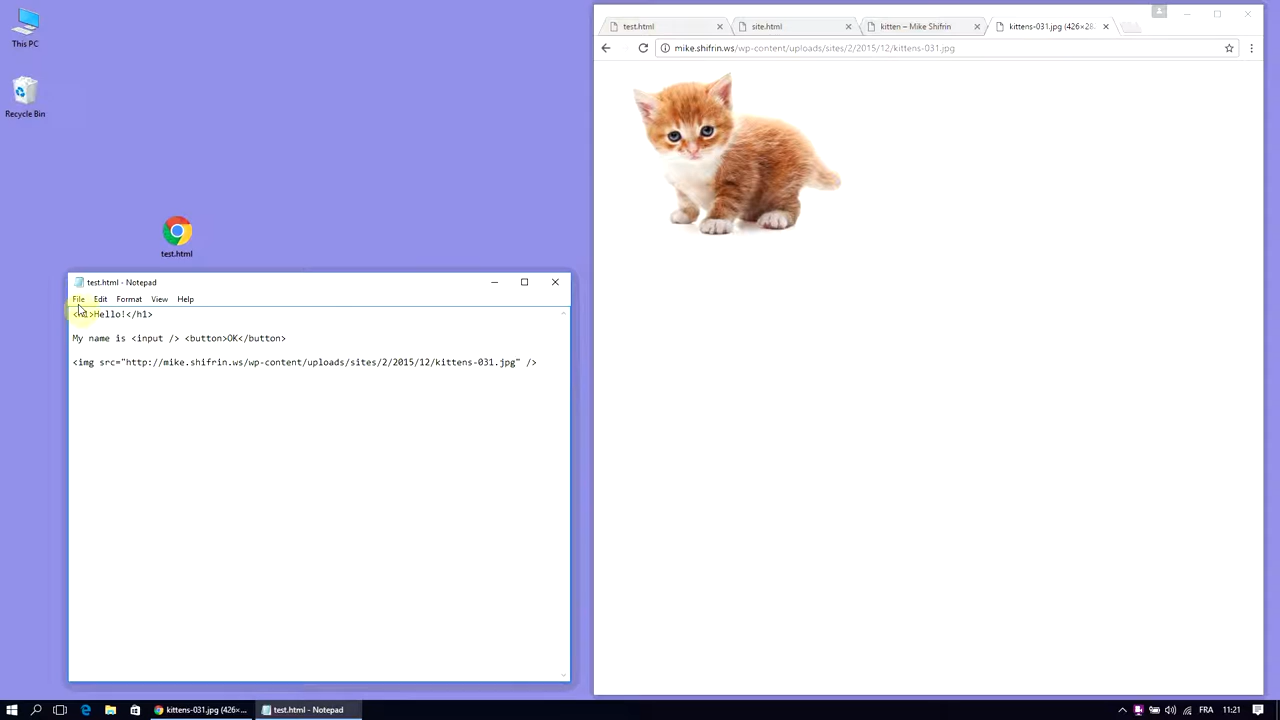 This PC
Recycle Bin
test.html
test.html - Notepad
File Edit Format View Help
<h1>Hello!</h1>
My name is <input /> <button>OK</button>
<img src="http://mike.shifrin.ws/wp-content/uploads/sites/2/2015/12/kittens-031.jpg" />
test.html
site.html
kitten – Mike Shifrin
kittens-031.jpg (426×28
mike.shifrin.ws/wp-content/uploads/sites/2/2015/12/kittens-031.jpg
kittens-031.jpg (426×...
test.html - Notepad
FRA
11:21